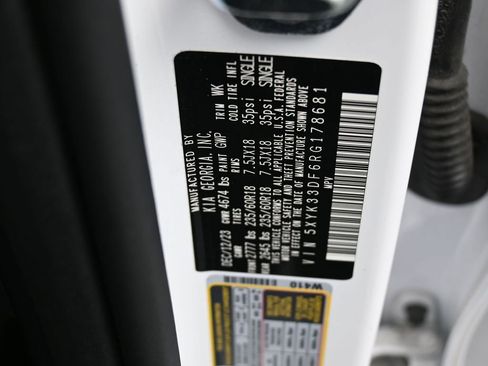 MANUFACTURED BY
KIA GEORGIA, INC. TRIM WK
DEC/12/23 GVWR 4674 lbs PAINT GWP COLD TIRE INFL
GAWR TIRES RIMS
2777 lbs 235/60R18 7.5JX18 35psi SINGLE
2645 lbs 235/60R18 7.5JX18 35psi SINGLE
THIS VEHICLE CONFORMS TO ALL APPLICABLE U.S.A. FEDERAL
MOTOR VEHICLE SAFETY, BUMPER, AND THEFT PREVENTION STANDARDS
IN EFFECT ON THE DATE OF MANUFACTURE SHOWN ABOVE
VIN 5XYK33DF6RG178681
MPV
W410